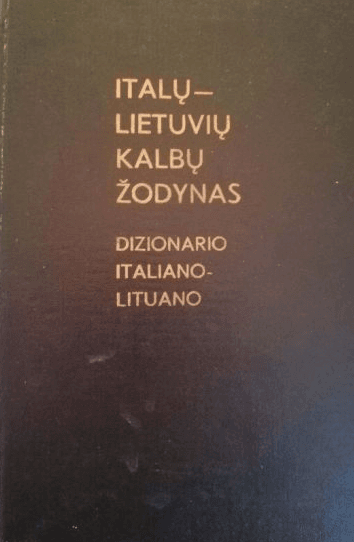 ITALŲ—
LIETUVIŲ
KALBŲ
ŽODYNAS
DIZIONARIO
ITALIANO-
LITUANO